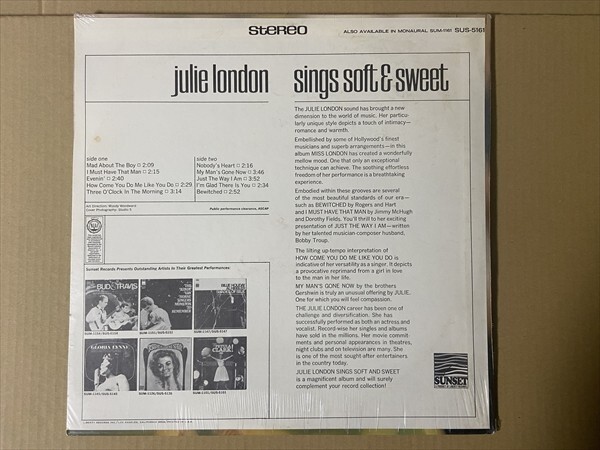 stereo
ALSO AVAILABLE IN MONAURAL SUM-1161 SUS-5161
julie london sings soft & sweet
side one
Mad About The Boy □ 2:09
I Must Have That Man □ 2:15
Evenin' □ 2:40
How Come You Do Me Like You Do □ 2:29
Three O'Clock In The Morning □ 3:14
side two
Nobody's Heart □ 2:16
My Man's Gone Now □ 3:46
Just The Way I Am □ 3:52
I'm Glad There Is You □ 2:34
Bewitched □ 2:52
Art Direction: Woody Woodward
Cover Photography: Studio Five
Public performance clearance, ASCAP
The JULIE LONDON sound has brought a new
dimension to the world of music. Her particu-
larly unique style depicts a touch of intimacy—
romance and warmth.
Embellished by some of Hollywood's finest
musicians and superb arrangements—in this
album MISS LONDON has created a wonderfully
mellow mood. One that only an exceptional
technique can achieve. The soothing effortless
freedom of her performance is a breathtaking
experience.
Embodied within these grooves are several
of the most beautiful standards of our era—
such as BEWITCHED by Rogers and Hart
and I MUST HAVE THAT MAN by Jimmy McHugh
and Dorothy Fields. You'll thrill to her exciting
presentation of JUST THE WAY I AM—written
by her talented musician-composer husband,
Bobby Troup.
The lilting up-tempo interpretation of
HOW COME YOU DO ME LIKE YOU DO is
indicative of her versatility as a singer. It depicts
a provocative reprimand from a girl in love
to the man in her life.
MY MAN'S GONE NOW by the brothers
Gershwin is truly an unusual offering by JULIE.
One for which you will feel compassion.
THE JULIE LONDON career has been one of
challenge and diversification. She has
successfully performed as both an actress and
vocalist. Record-wise her singles and albums
have sold in the millions. Her movie commit-
ments and personal appearances in theatres,
night clubs and on television are many. She
is one of the most sought after entertainers
in the country today.
JULIE LONDON SINGS SOFT AND SWEET
is a magnificent album and will surely
complement your record collection!
Sunset Records Presents Outstanding Artists In Their Greatest Performances:
BUD & TRAVIS
GLORIA LYNNE
SUNSET